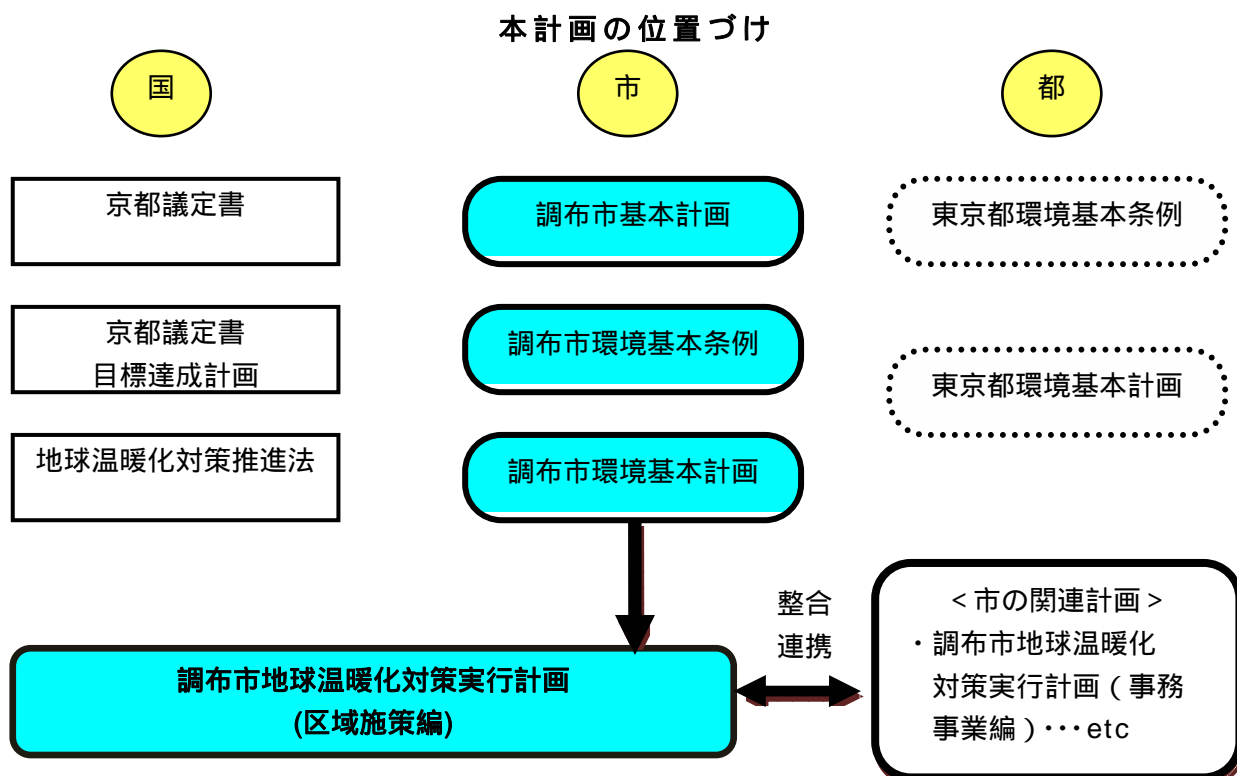 本計画の位置づけ
国
市
都
京都議定書
調布市基本計画
東京都環境基本条例
京都議定書
目標達成計画
調布市環境基本条例
東京都環境基本計画
地球温暖化対策推進法
調布市環境基本計画
整合
連携
＜市の関連計画＞
・調布市地球温暖化
対策実行計画（事務
事業編）･･･etc
調布市地球温暖化対策実行計画
(区域施策編)